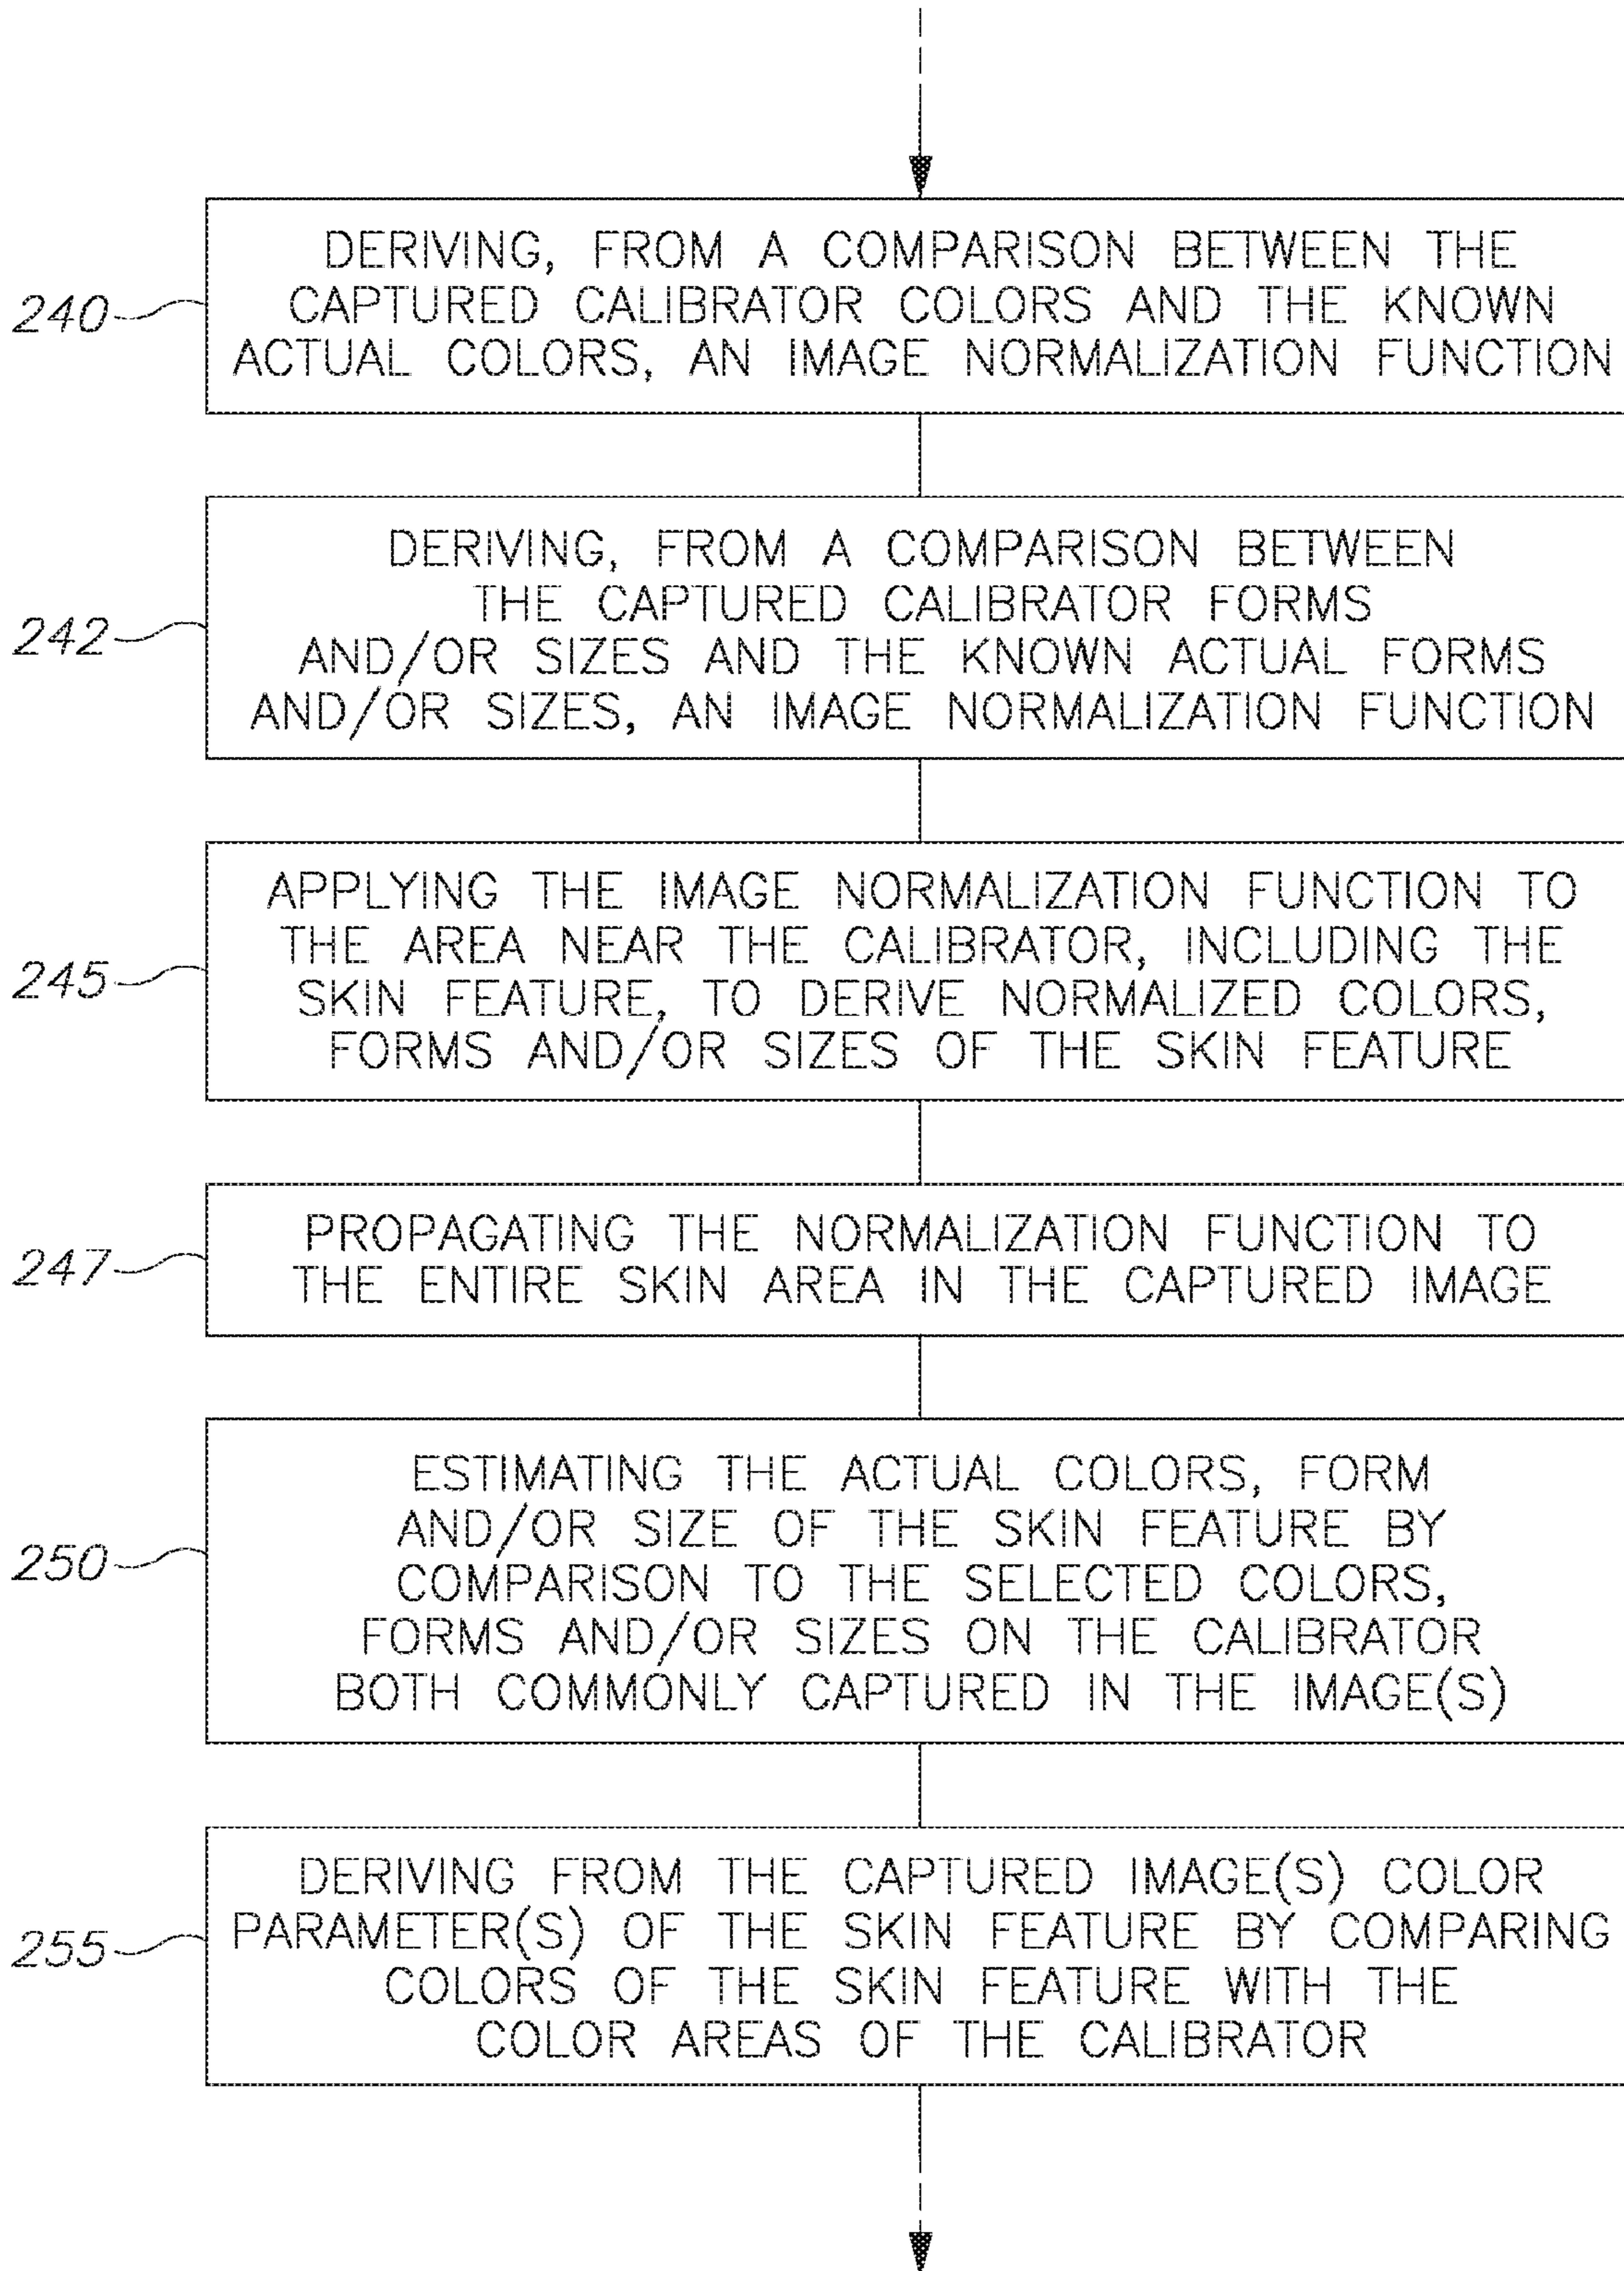 DERIVING, FROM A COMPARISON BETWEEN THE
240 CAPTURED CALIBRATOR COLORS AND THE KNOWN
ACTUAL COLORS, AN IMAGE NORMALIZATION FUNCTION
DERIVING, FROM A COMPARISON BETWEEN
THE CAPTURED CALIBRATOR FORMS
242 AND/OR SIZES AND THE KNOWN ACTUAL FORMS
AND/OR SIZES, AN IMAGE NORMALIZATION FUNCTION
APPLYING THE IMAGE NORMALIZATION FUNCTION TO
THE AREA NEAR THE CALIBRATOR, INCLUDING THE
245 SKIN FEATURE, TO DERIVE NORMALIZED COLORS,
FORMS AND/OR SIZES OF THE SKIN FEATURE
PROPAGATING THE NORMALIZATION FUNCTION TO
247 THE ENTIRE SKIN AREA IN THE CAPTURED IMAGE
ESTIMATING THE ACTUAL COLORS, FORM
AND/OR SIZE OF THE SKIN FEATURE BY
250 COMPARISON TO THE SELECTED COLORS,
FORMS AND/OR SIZES ON THE CALIBRATOR
BOTH COMMONLY CAPTURED IN THE IMAGE(S)
DERIVING FROM THE CAPTURED IMAGE(S) COLOR
255 PARAMETER(S) OF THE SKIN FEATURE BY COMPARING
COLORS OF THE SKIN FEATURE WITH THE
COLOR AREAS OF THE CALIBRATOR